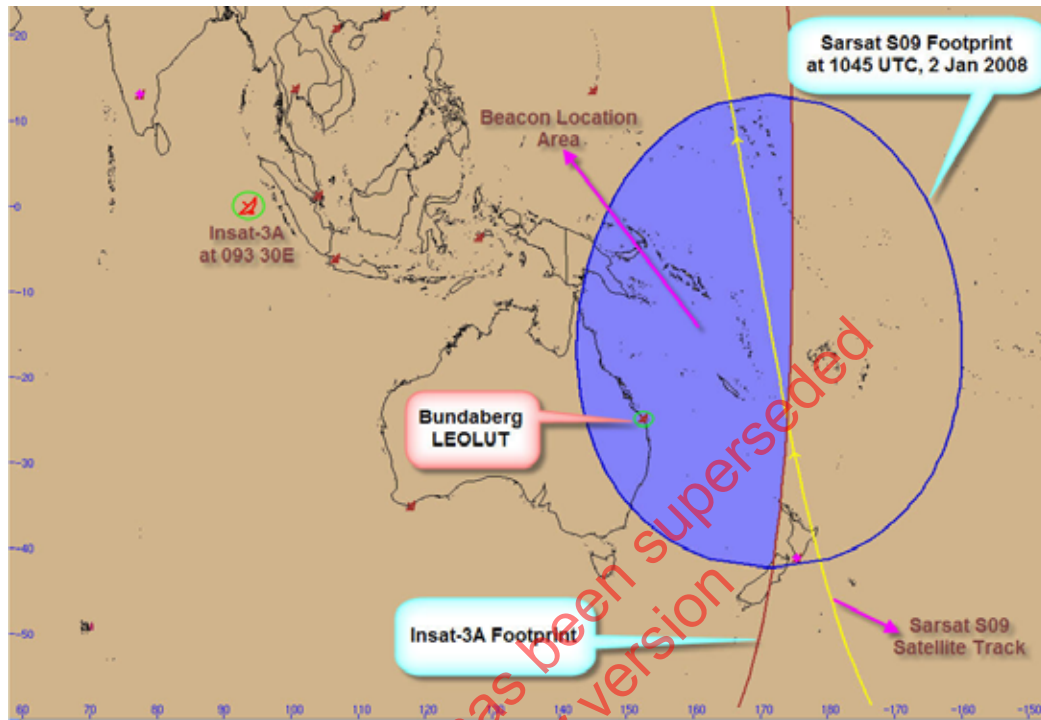 Sarsat S09 Footprint
at 1045 UTC, 2 Jan 2008
Beacon Location
Area
Insat-3A
at 093 30E
Bundaberg
LEOLUT
Insat-3A Footprint
Sarsat S09
Satellite Track
has been superseded
version
20
10
0
-10
-20
-30
-40
-50
60
70
80
90
100
110
120
130
140
150
160
170
180
-170
-160
-150